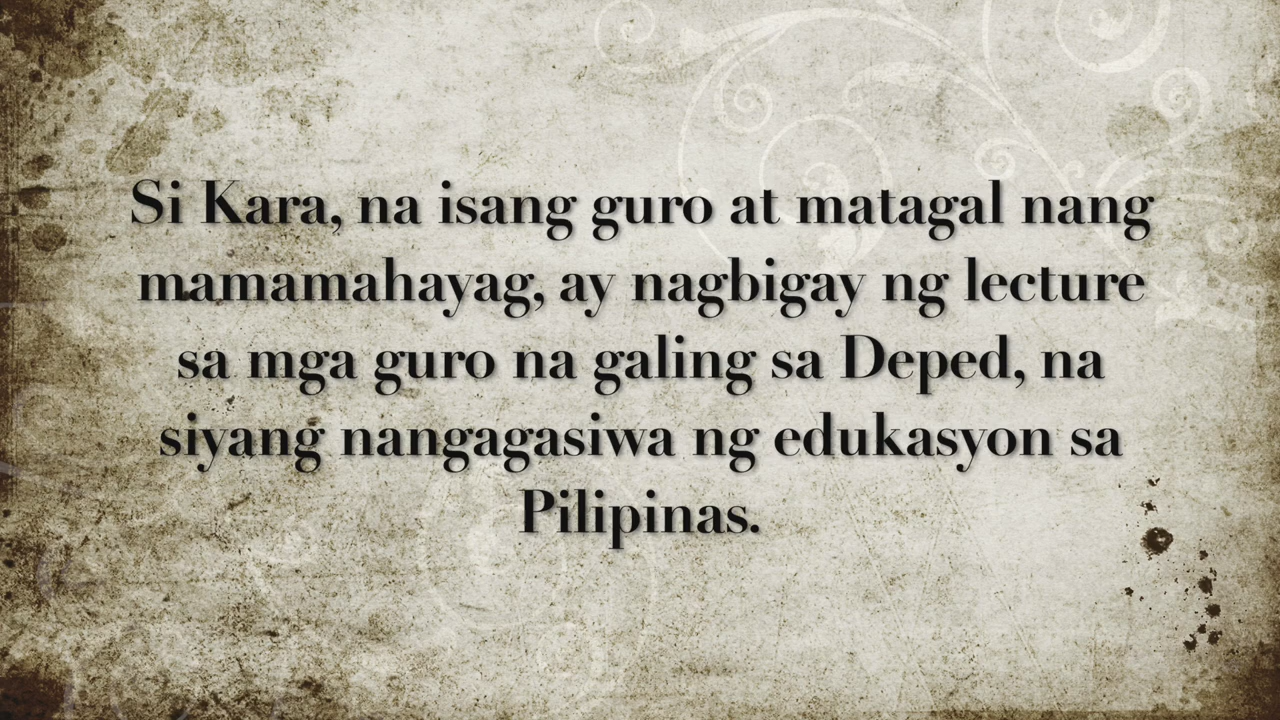 Si Kara, na isang guro at matagal nang
mamamahayag, ay nagbigay ng lecture
sa mga guro na galing sa Deped, na
siyang nangagasiwa ng edukasyon sa
Pilipinas.